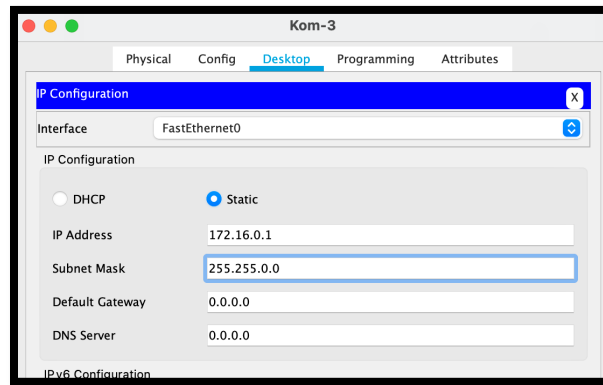 Kom-3
Physical Config Desktop Programming Attributes
IP Configuration X
Interface FastEthernet0
IP Configuration
DHCP Static
IP Address 172.16.0.1
Subnet Mask 255.255.0.0
Default Gateway 0.0.0.0
DNS Server 0.0.0.0
IPv6 Configuration